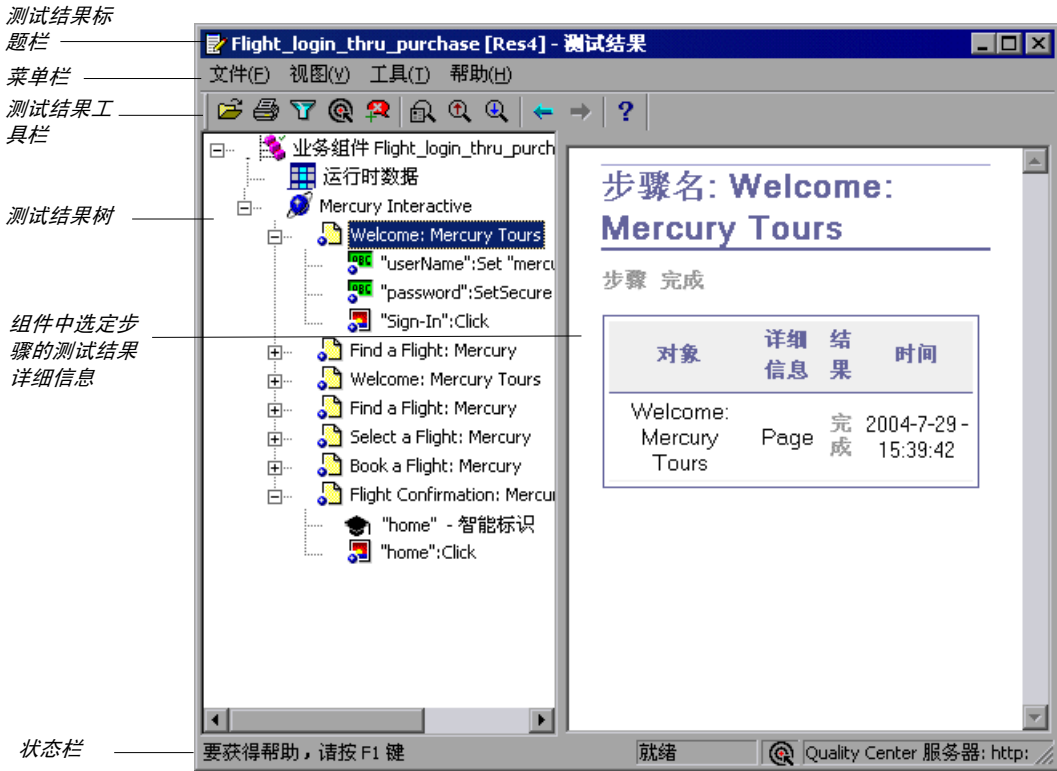 测试结果标
题栏
Flight_login_thru_purchase [Res4] - 测试结果
菜单栏
文件(F) 视图(V) 工具(T) 帮助(H)
测试结果工
具栏
?
业务组件 Flight_login_thru_purch
运行时数据
测试结果树
Mercury Interactive
Welcome: Mercury Tours
"userName":Set "mercu
"password":SetSecure
"Sign-In":Click
组件中选定步
骤的测试结果
详细信息
Find a Flight: Mercury
Welcome: Mercury Tours
Find a Flight: Mercury
Select a Flight: Mercury
Book a Flight: Mercury
Flight Confirmation: Mercur
"home" - 智能标识
"home":Click
步骤名: Welcome:
Mercury Tours
步骤 完成
对象 详细信息 结果 时间
Welcome:
Mercury
Tours
Page
完成
2004-7-29 -
15:39:42
状态栏
要获得帮助，请按 F1 键
就绪
Quality Center 服务器: http: